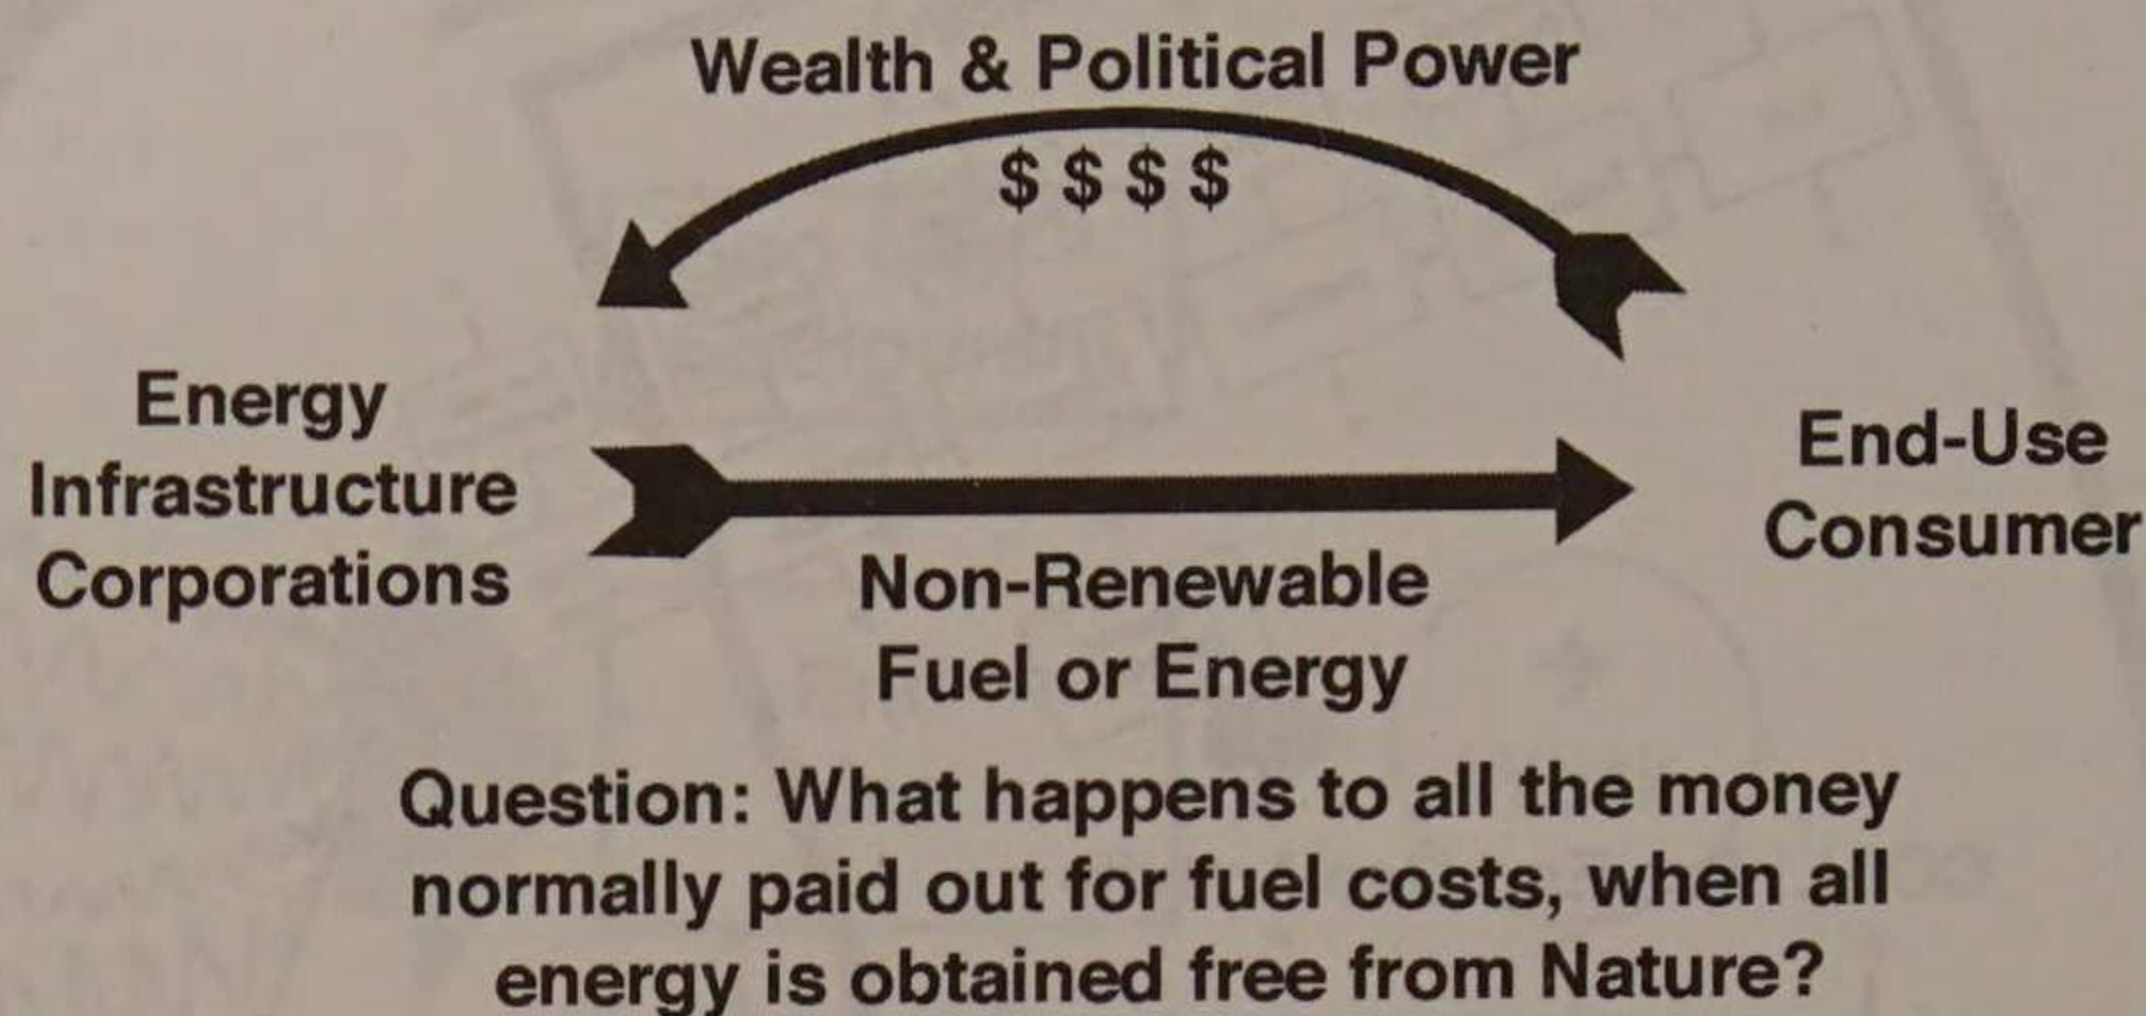 Wealth & Political Power
$ $ $ $
Energy
Infrastructure
Corporations
End-Use
Consumer
Non-Renewable
Fuel or Energy
Question: What happens to all the money
normally paid out for fuel costs, when all
energy is obtained free from Nature?